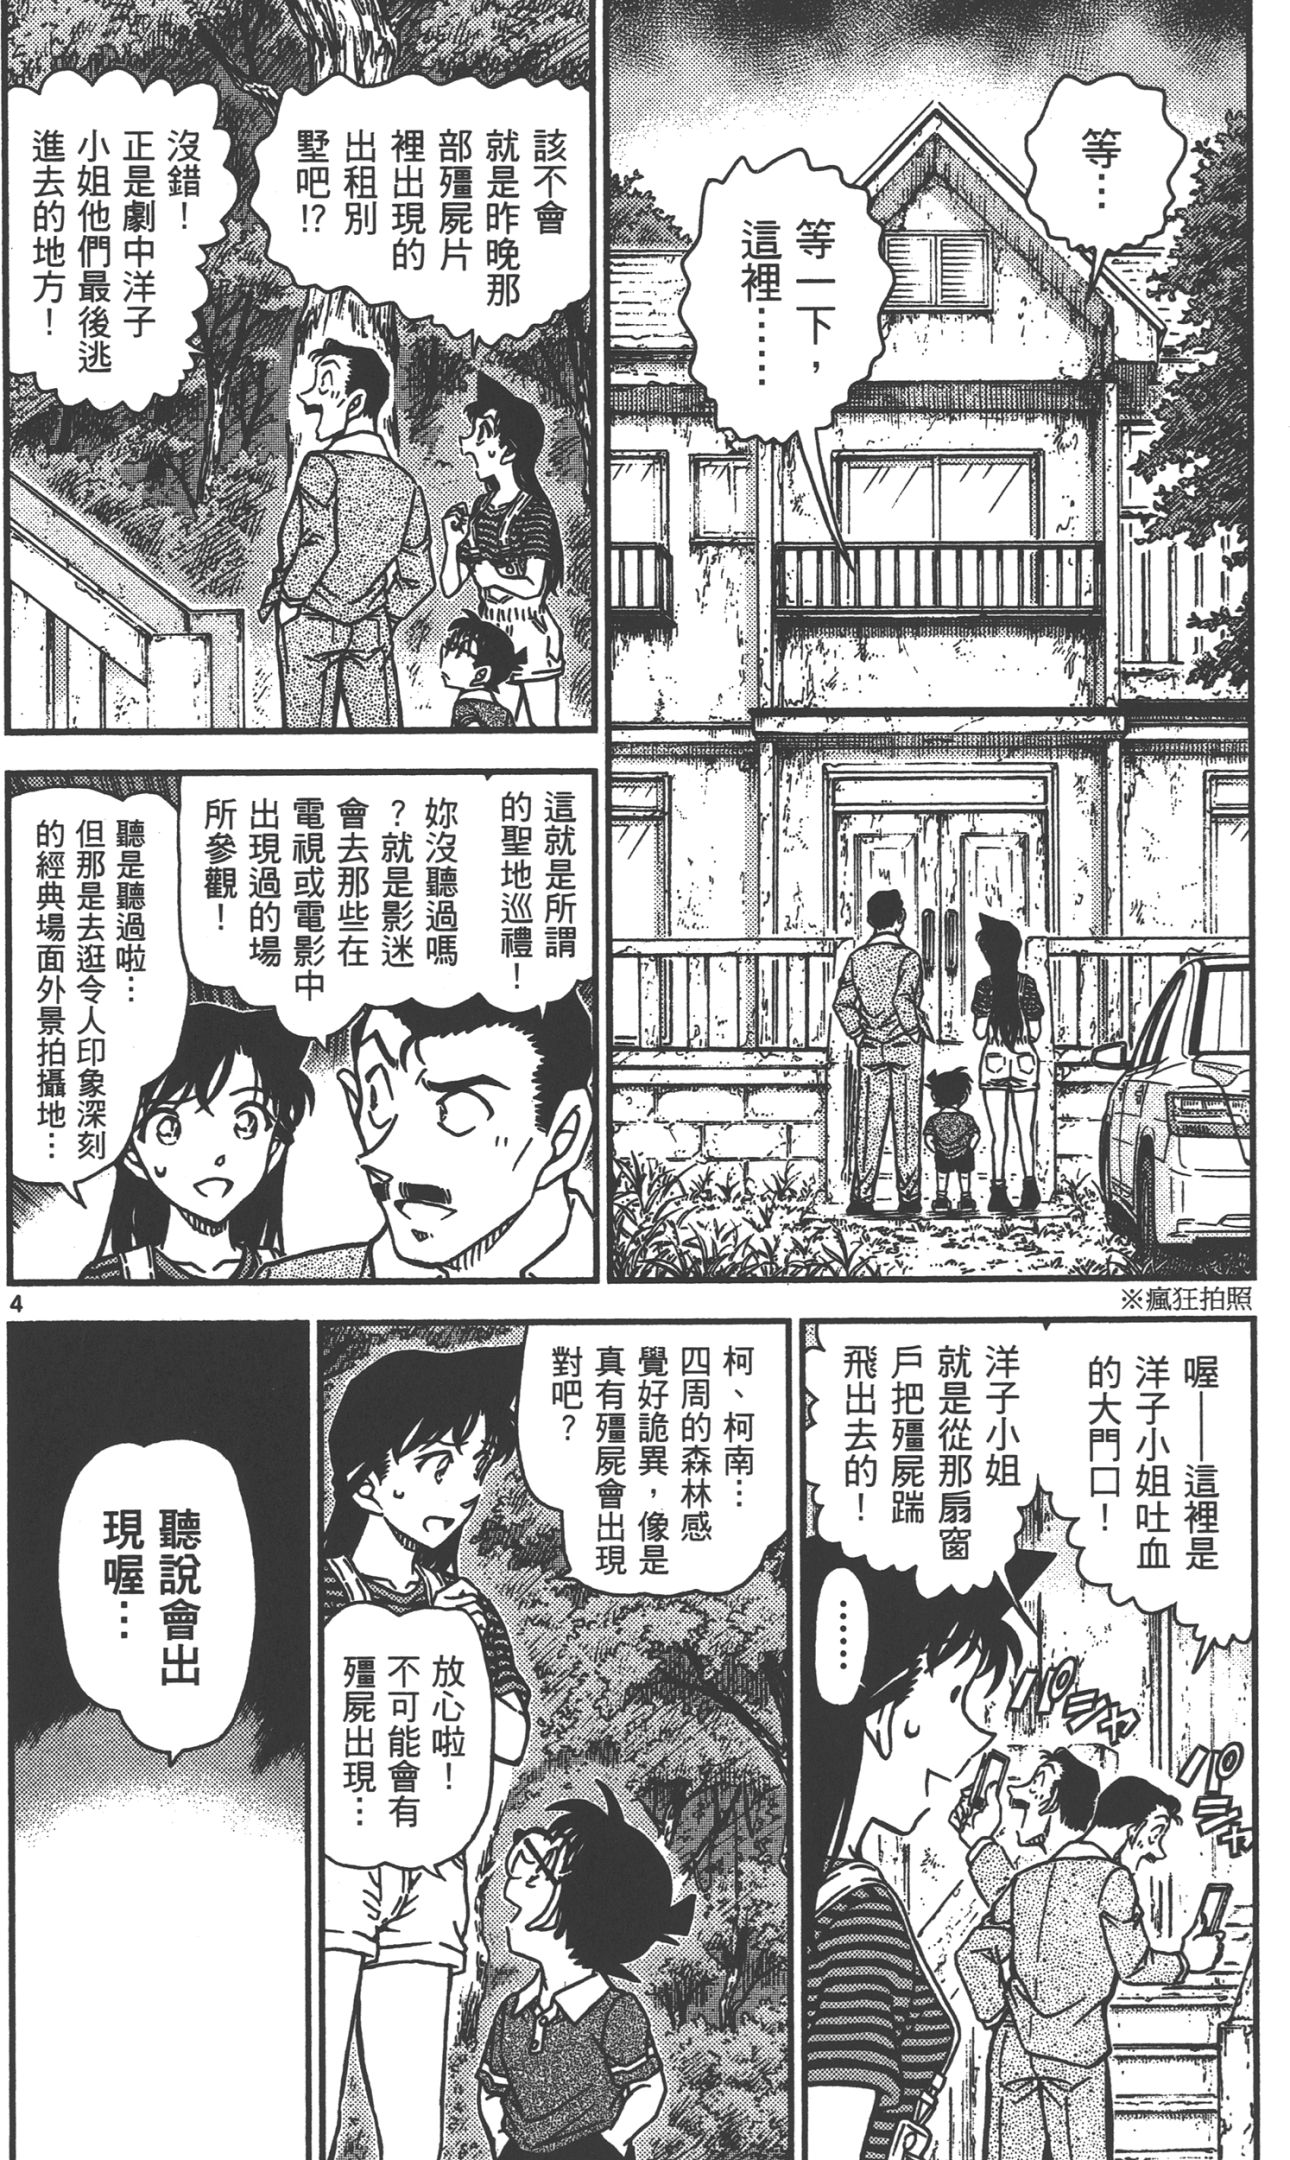 等…
等一下，
這裡……
該不會
就是昨晚那
部殭屍片
裡出現的
出租別
墅吧!?
沒錯！
正是劇中洋子
小姐他們最後逃
進去的地方！
這就是所謂
的聖地巡禮！
妳沒聽過嗎
？就是影迷
會去那些在
電視或電影中
出現過的場
所參觀！
聽是聽過啦…
但那是去逛令人印象深刻
的經典場面外景拍攝地…
4
※瘋狂拍照
喔——這裡是
洋子小姐吐血
的大門口！
洋子小姐
就是從那扇窗
戶把殭屍踹
飛出去的！
パシャ
パシャ
……
柯、柯南…
四周的森林感
覺好詭異，像是
真有殭屍會出現
對吧？
放心啦！
不可能會有
殭屍出現…
聽說會出
現喔…